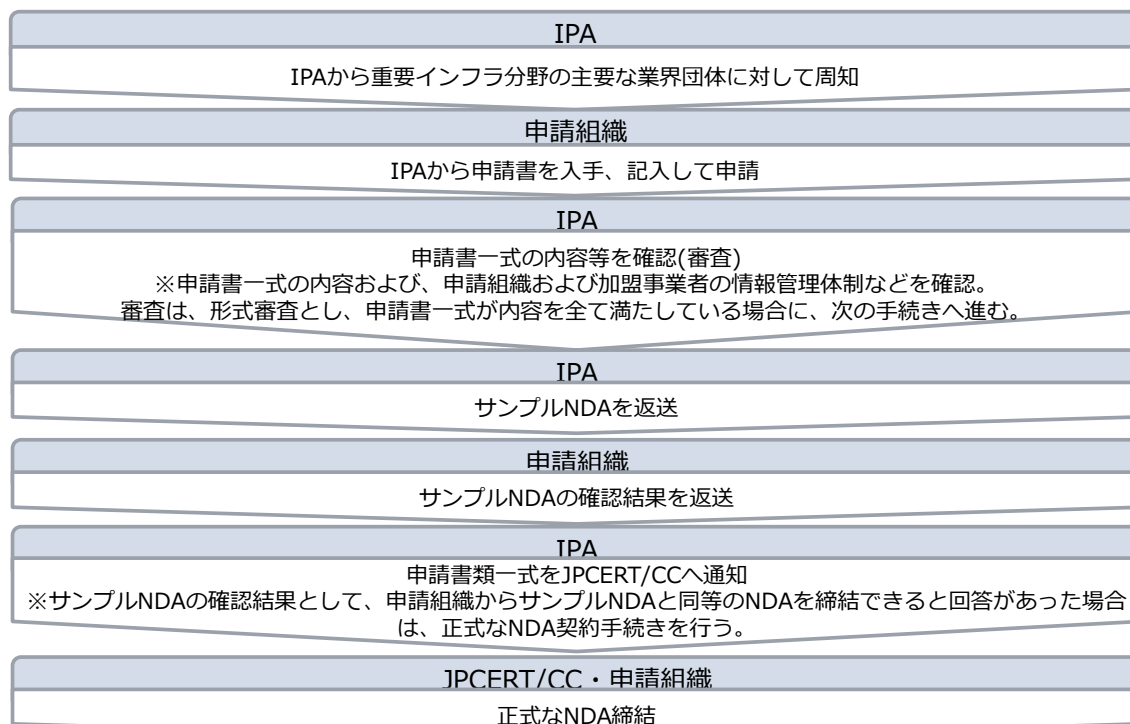 IPA
IPAから重要インフラ分野の主要な業界団体に対して周知
申請組織
IPAから申請書を入手、記入して申請
IPA
申請書一式の内容等を確認(審査)
※申請書一式の内容および、申請組織および加盟事業者の情報管理体制などを確認。
審査は、形式審査とし、申請書一式が内容を全て満たしている場合に、次の手続きへ進む。
IPA
サンプルNDAを返送
申請組織
サンプルNDAの確認結果を返送
IPA
申請書類一式をJPCERT/CCへ通知
※サンプルNDAの確認結果として、申請組織からサンプルNDAと同等のNDAを締結できると回答があった場合
は、正式なNDA契約手続きを行う。
JPCERT/CC・申請組織
正式なNDA締結